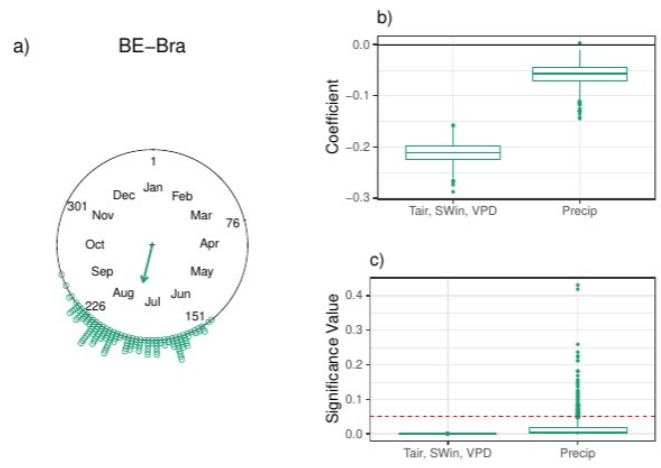 a)
BE−Bra
1
Jan
Feb
Mar
76
Apr
May
Jun
151
Jul
Aug
226
Sep
Oct
Nov
301
Dec
b)
Coefficient
0.0
−0.1
−0.2
−0.3
Tair, SWin, VPD
Precip
c)
Significance Value
0.4
0.3
0.2
0.1
0.0
Tair, SWin, VPD
Precip